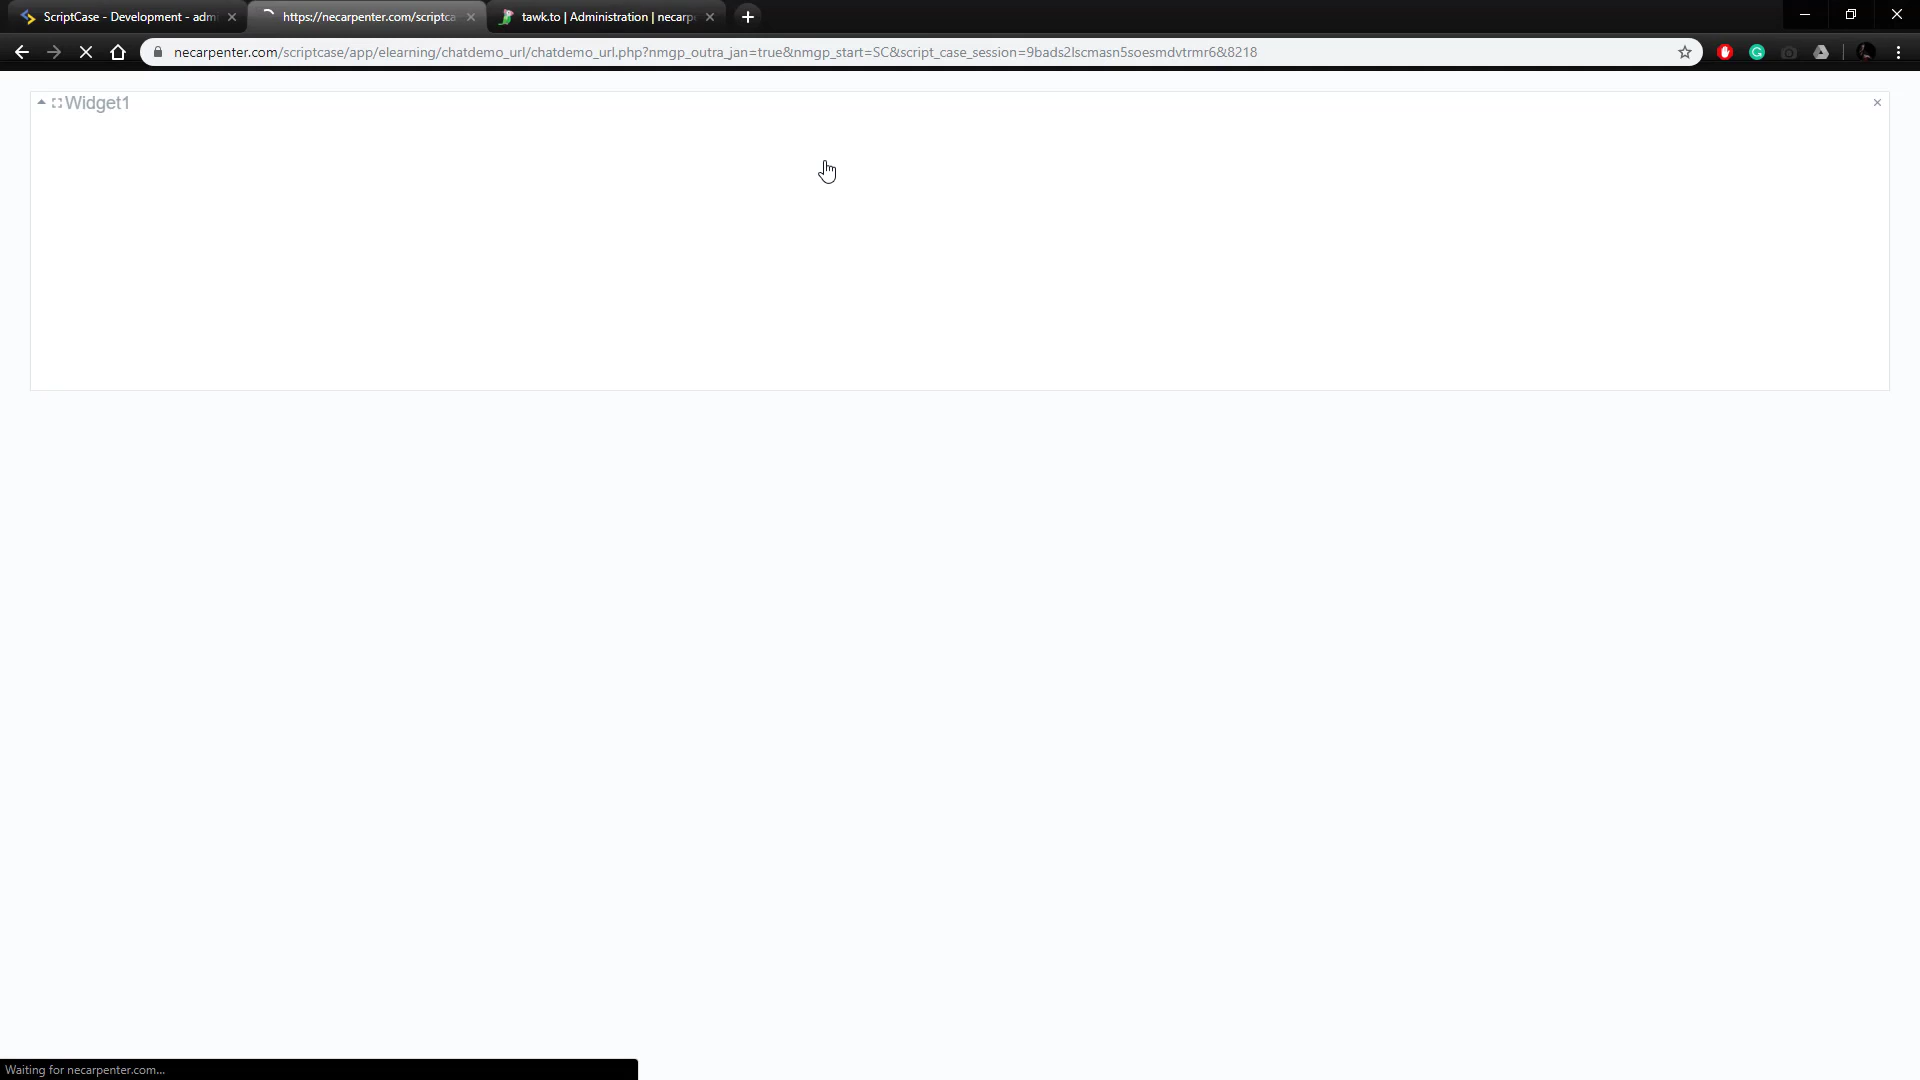 ScriptCase - Development - adm
https://necarpenter.com/scriptca
tawk.to | Administration | necarp
necarpenter.com/scriptcase/app/elearning/chatdemo_url/chatdemo_url.php?nmgp_outra_jan=true&nmgp_start=SC&script_case_session=9bads2lscmasn5soesmdvtrmr6&8218
Widget1
Waiting for necarpenter.com...